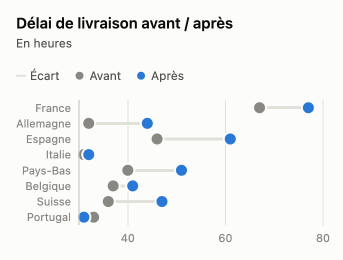 Délai de livraison avant / après
En heures
Écart Avant Après
France
Allemagne
Espagne
Italie
Pays-Bas
Belgique
Suisse
Portugal
40 60 80